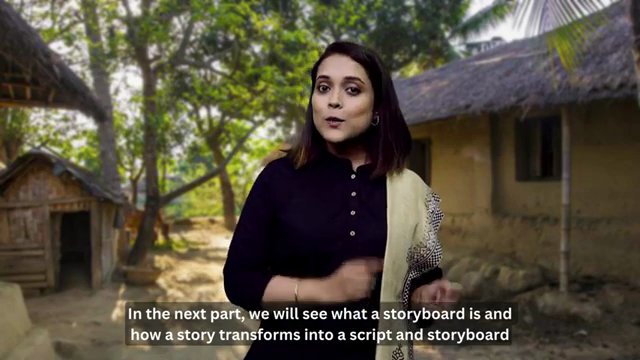 In the next part, we will see what a storyboard is and
how a story transforms into a script and storyboard